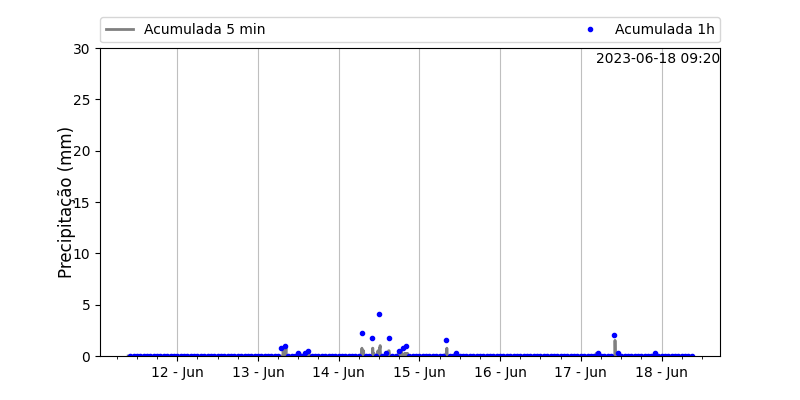 Acumulada 5 min
Acumulada 1h
2023-06-18 09:20
Precipitação (mm)
30
25
20
15
10
5
0
12 - Jun
13 - Jun
14 - Jun
15 - Jun
16 - Jun
17 - Jun
18 - Jun